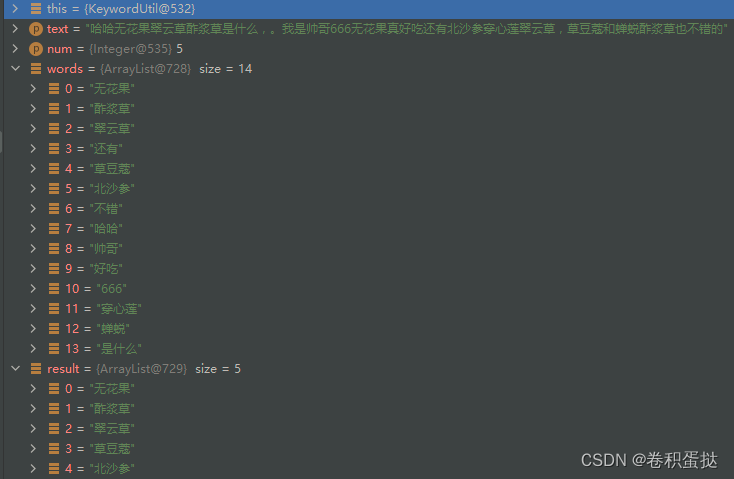 this = {KeywordUtil@532}
p text = "哈哈无花果翠云草酢浆草是什么，。我是帅哥666无花果真好吃还有北沙参穿心莲翠云草，草豆蔻和蝉蜕酢浆草也不错的"
p num = {Integer@535} 5
words = {ArrayList@728} size = 14
0 = "无花果"
1 = "酢浆草"
2 = "翠云草"
3 = "还有"
4 = "草豆蔻"
5 = "北沙参"
6 = "不错"
7 = "哈哈"
8 = "帅哥"
9 = "好吃"
10 = "666"
11 = "穿心莲"
12 = "蝉蜕"
13 = "是什么"
result = {ArrayList@729} size = 5
0 = "无花果"
1 = "酢浆草"
2 = "翠云草"
3 = "草豆蔻"
4 = "北沙参"
CSDN @卷积蛋挞